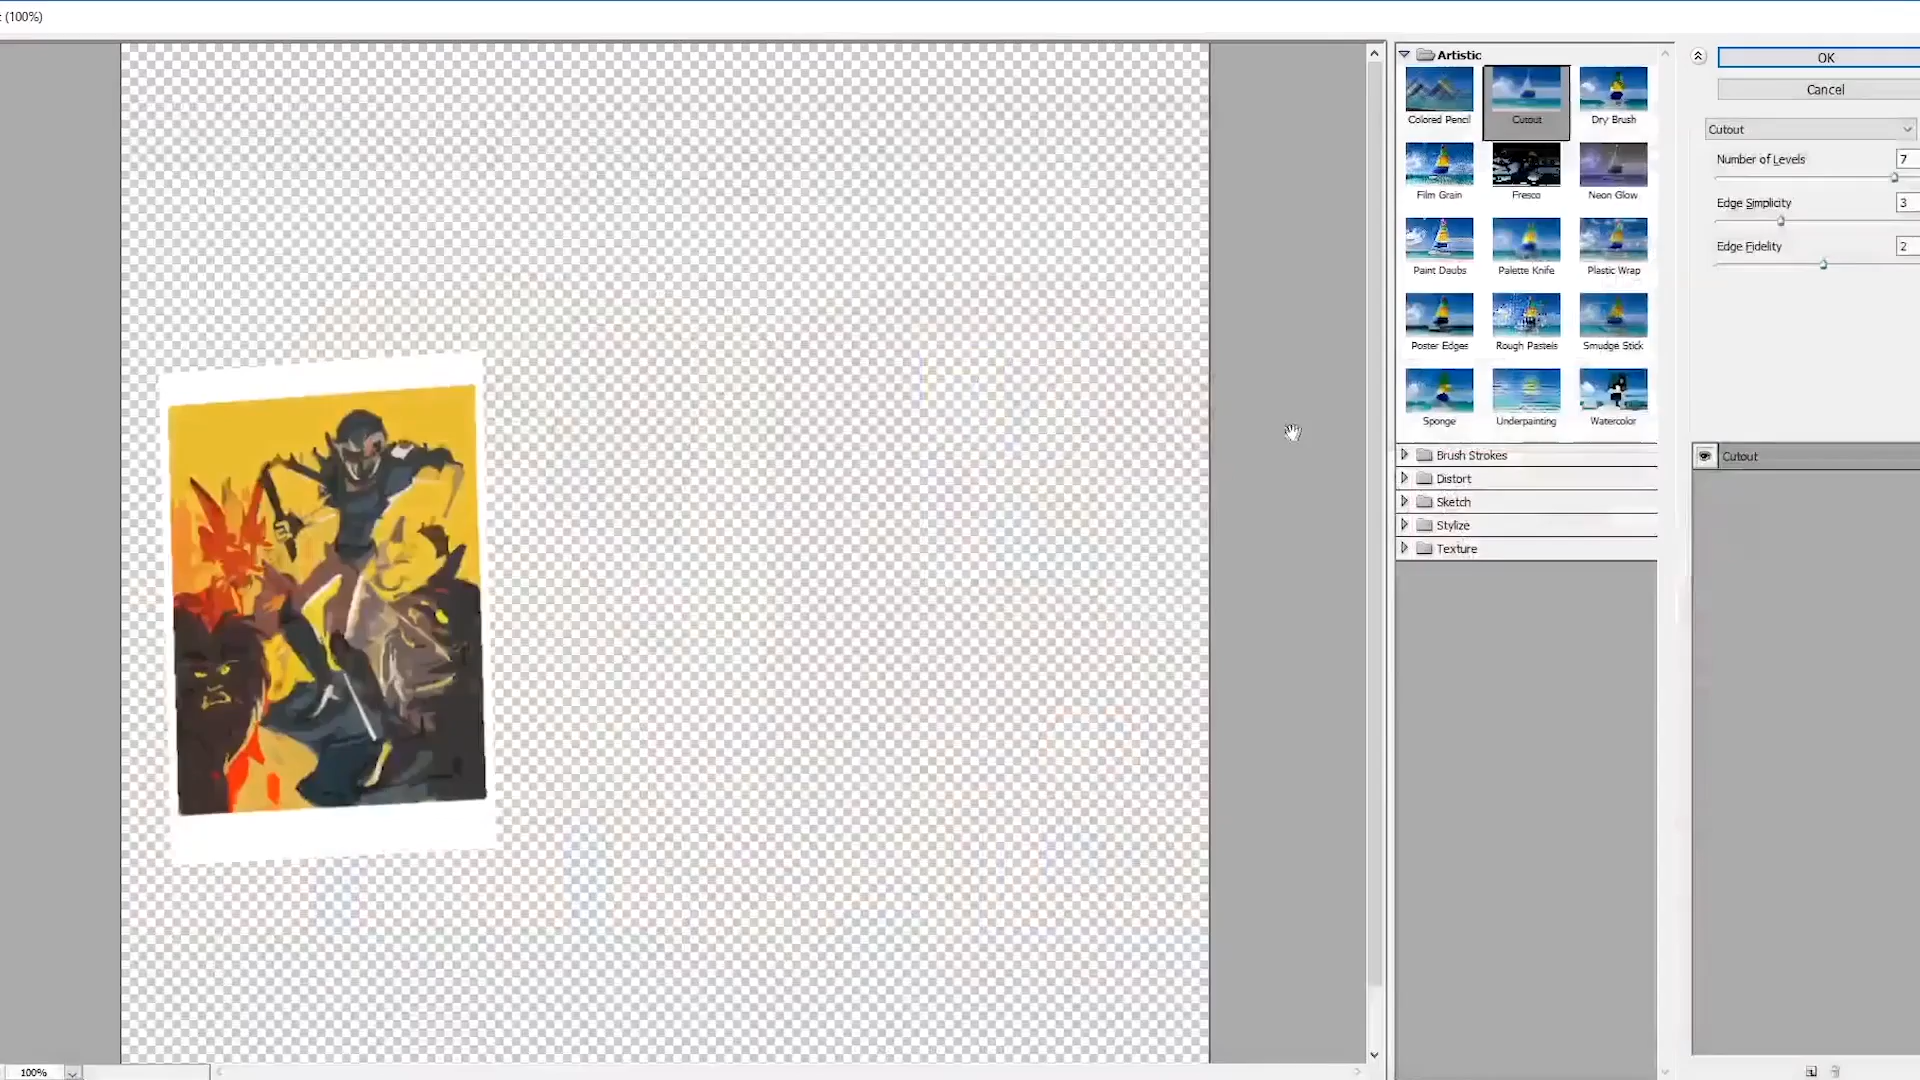 : (100%)
Artistic
Colored Pencil
Cutout
Dry Brush
Film Grain
Fresco
Neon Glow
Paint Daubs
Palette Knife
Plastic Wrap
Poster Edges
Rough Pastels
Smudge Stick
Sponge
Underpainting
Watercolor
Brush Strokes
Distort
Sketch
Stylize
Texture
OK
Cancel
Cutout
Number of Levels 7
Edge Simplicity 3
Edge Fidelity 2
Cutout
100%